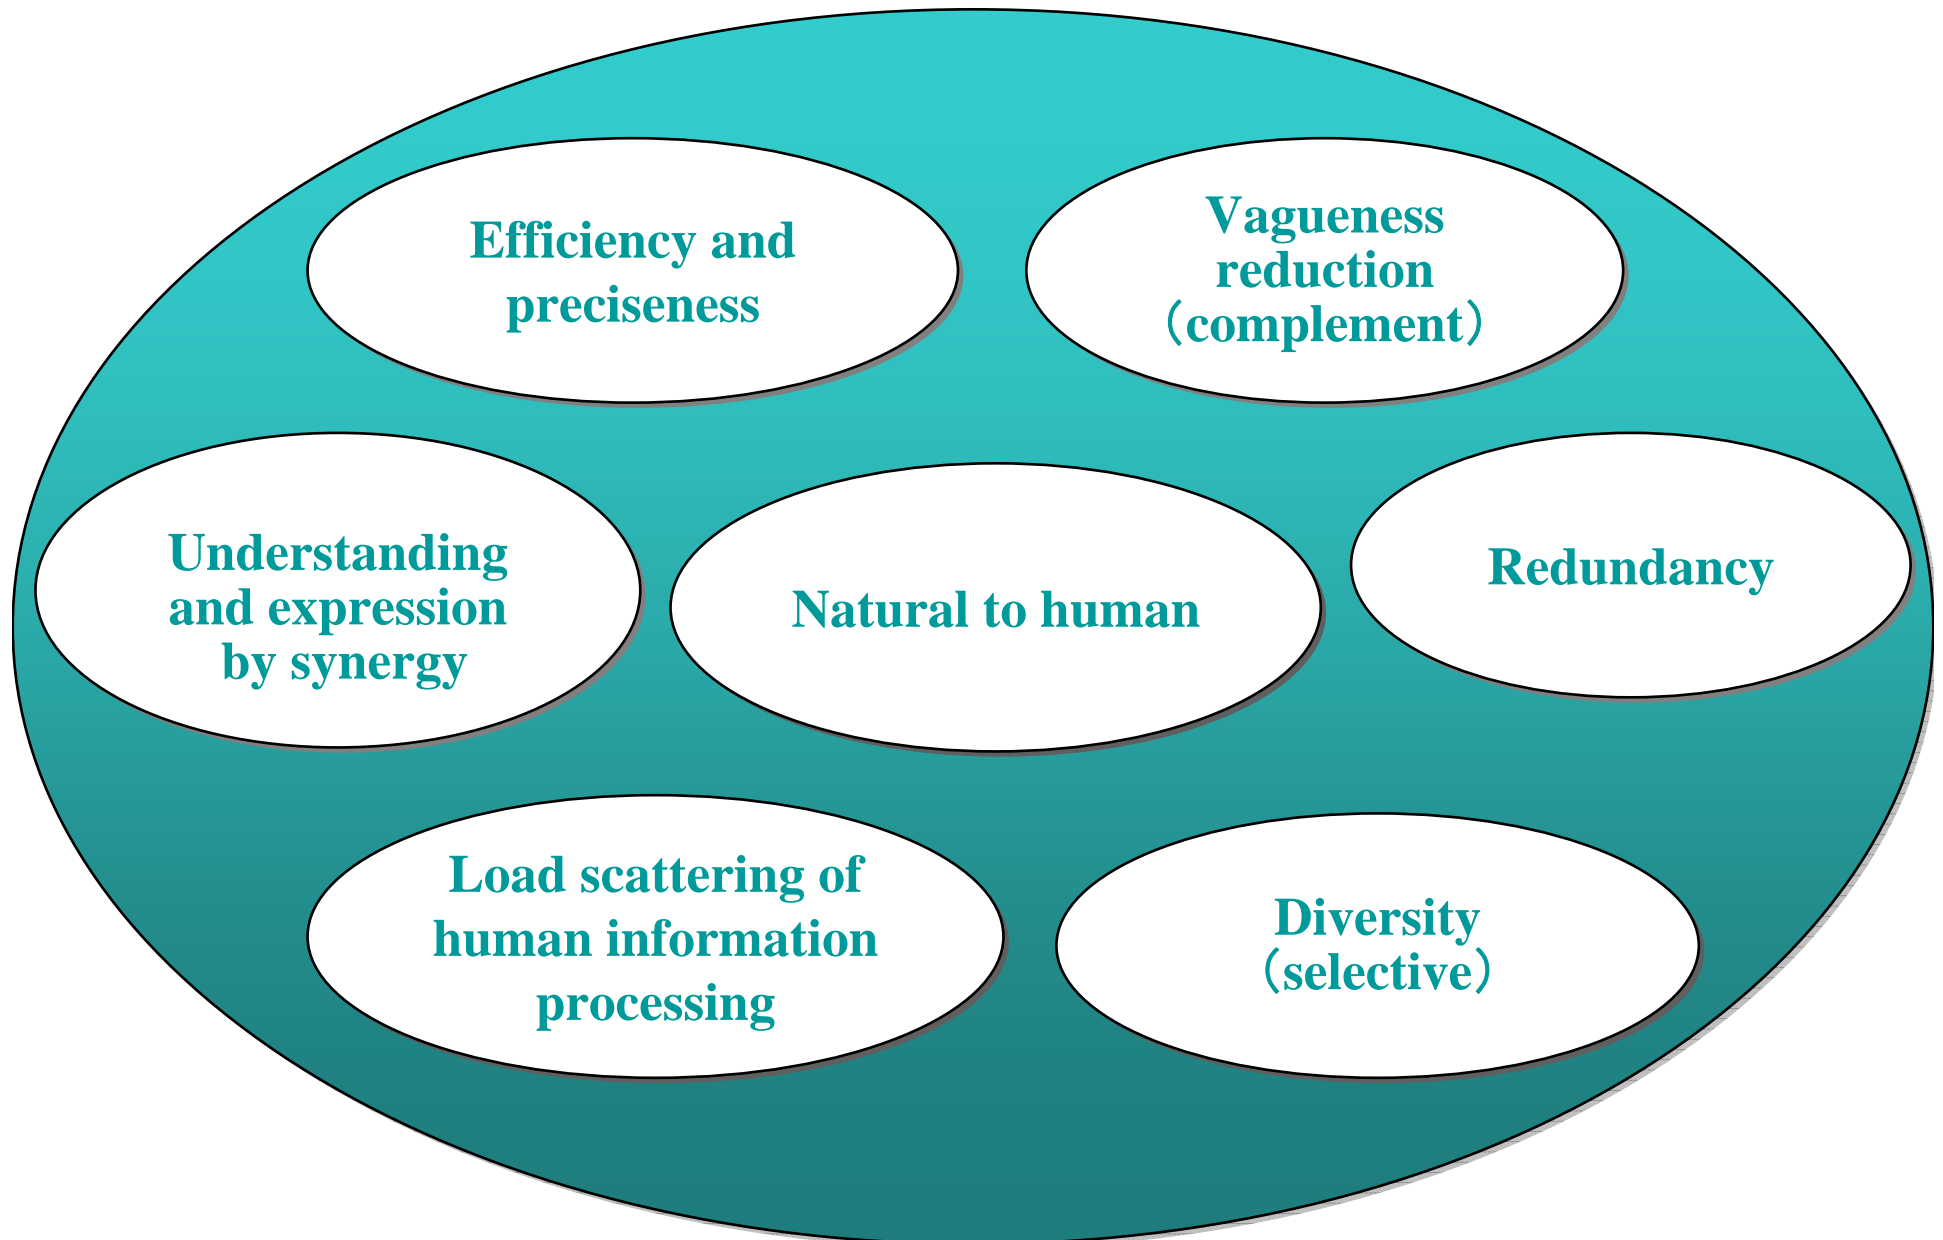 Efficiency and
preciseness
Vagueness
reduction
（complement）
Understanding
and expression
by synergy
Natural to human
Redundancy
Load scattering of
human information
processing
Diversity
（selective）